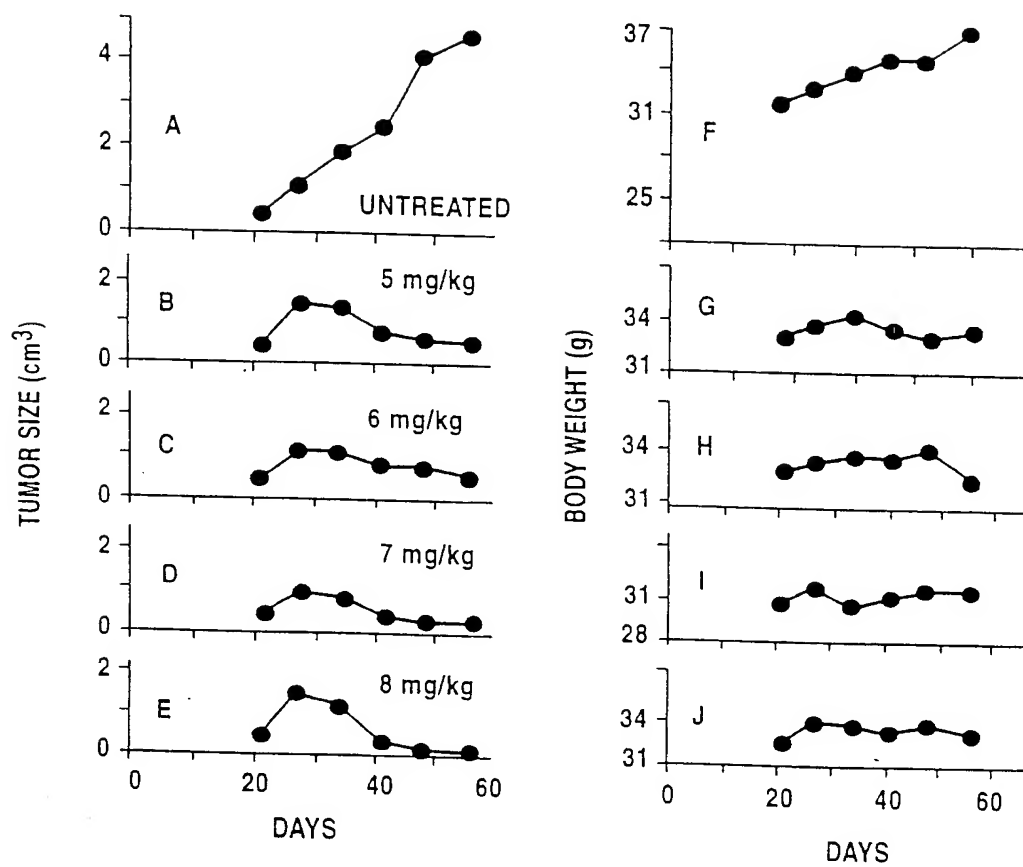 TUMOR SIZE (cm³)
4
2
0
A
UNTREATED
2
0
B
5 mg/kg
2
0
C
6 mg/kg
2
0
D
7 mg/kg
2
0
E
8 mg/kg
0 20 40 60
DAYS
BODY WEIGHT (g)
37
31
25
F
34
31
G
34
31
H
31
28
I
34
31
J
0 20 40 60
DAYS